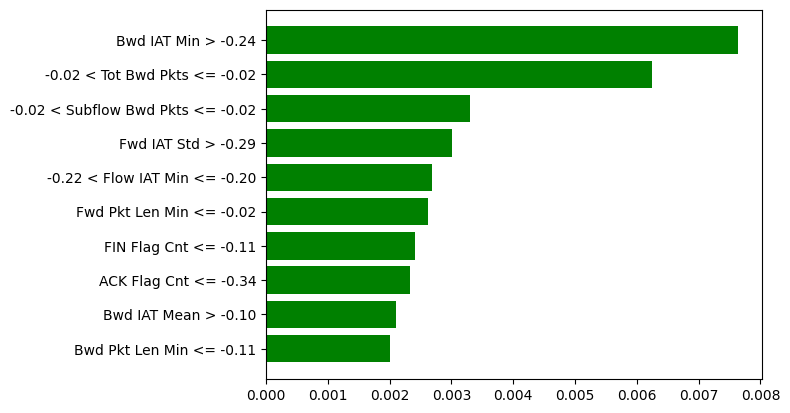 Bwd IAT Min > -0.24
-0.02 < Tot Bwd Pkts <= -0.02
-0.02 < Subflow Bwd Pkts <= -0.02
Fwd IAT Std > -0.29
-0.22 < Flow IAT Min <= -0.20
Fwd Pkt Len Min <= -0.02
FIN Flag Cnt <= -0.11
ACK Flag Cnt <= -0.34
Bwd IAT Mean > -0.10
Bwd Pkt Len Min <= -0.11
0.000 0.001 0.002 0.003 0.004 0.005 0.006 0.007 0.008